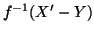 f⁻¹(X′ − Y)